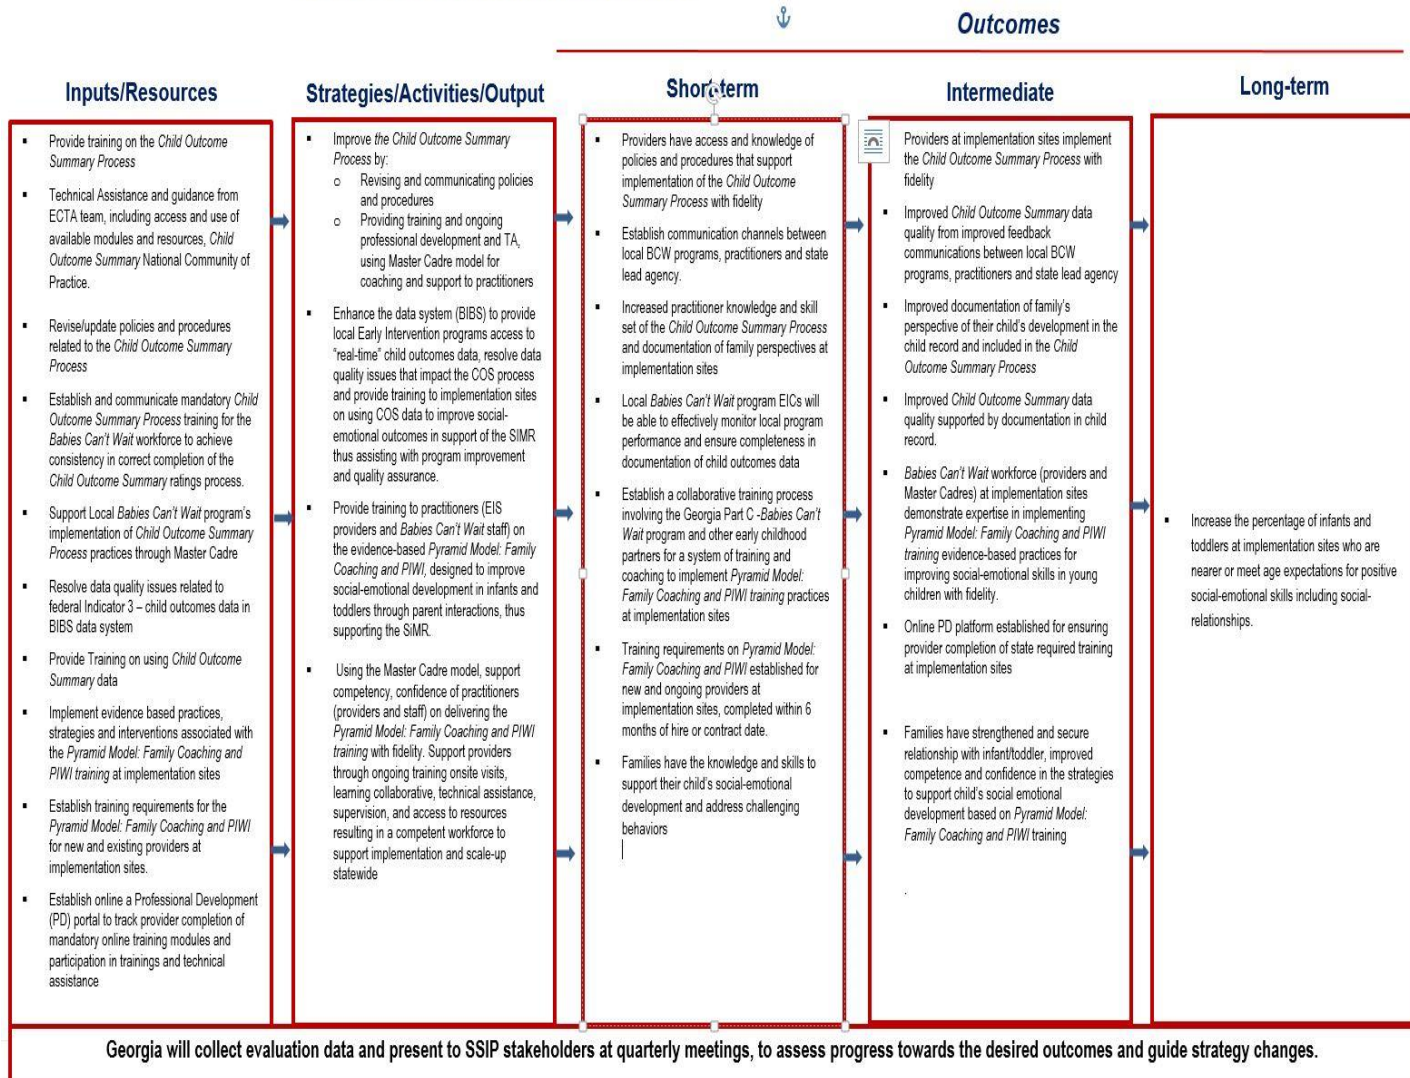 Outcomes
Inputs/Resources
Strategies/Activities/Output
Short-term
Intermediate
Long-term
▪ Provide training on the Child Outcome
Summary Process
▪ Technical Assistance and guidance from
ECTA team, including access and use of
available modules and resources, Child
Outcome Summary National Community of
Practice.
▪ Revise/update policies and procedures
related to the Child Outcome Summary
Process
▪ Establish and communicate mandatory Child
Outcome Summary Process training for the
Babies Can't Wait workforce to achieve
consistency in correct completion of the
Child Outcome Summary ratings process.
▪ Support Local Babies Can't Wait program's
implementation of Child Outcome Summary
Process practices through Master Cadre
▪ Resolve data quality issues related to
federal Indicator 3 – child outcomes data in
BIBS data system
▪ Provide Training on using Child Outcome
Summary data
▪ Implement evidence based practices,
strategies and interventions associated with
the Pyramid Model: Family Coaching and
PIWI training at implementation sites
▪ Establish training requirements for the
Pyramid Model: Family Coaching and PIWI
for new and existing providers at
implementation sites.
▪ Establish online a Professional Development
(PD) portal to track provider completion of
mandatory online training modules and
participation in trainings and technical
assistance
▪ Improve the Child Outcome Summary
Process by:
o Revising and communicating policies
and procedures
o Providing training and ongoing
professional development and TA,
using Master Cadre model for
coaching and support to practitioners
▪ Enhance the data system (BIBS) to provide
local Early Intervention programs access to
"real-time" child outcomes data, resolve data
quality issues that impact the COS process
and provide training to implementation sites
on using COS data to improve social-
emotional outcomes in support of the SIMR
thus assisting with program improvement
and quality assurance.
▪ Provide training to practitioners (EIS
providers and Babies Can't Wait staff) on
the evidence-based Pyramid Model: Family
Coaching and PIWI, designed to improve
social-emotional development in infants and
toddlers through parent interactions, thus
supporting the SiMR.
▪ Using the Master Cadre model, support
competency, confidence of practitioners
(providers and staff) on delivering the
Pyramid Model: Family Coaching and PIWI
training with fidelity. Support providers
through ongoing training onsite visits,
learning collaborative, technical assistance,
supervision, and access to resources
resulting in a competent workforce to
support implementation and scale-up
statewide
▪ Providers have access and knowledge of
policies and procedures that support
implementation of the Child Outcome
Summary Process with fidelity
▪ Establish communication channels between
local BCW programs, practitioners and state
lead agency.
▪ Increased practitioner knowledge and skill
set of the Child Outcome Summary Process
and documentation of family perspectives at
implementation sites
▪ Local Babies Can't Wait program EICs will
be able to effectively monitor local program
performance and ensure completeness in
documentation of child outcomes data
▪ Establish a collaborative training process
involving the Georgia Part C -Babies Can't
Wait program and other early childhood
partners for a system of training and
coaching to implement Pyramid Model:
Family Coaching and PIWI training practices
at implementation sites
▪ Training requirements on Pyramid Model:
Family Coaching and PIWI established for
new and ongoing providers at
implementation sites, completed within 6
months of hire or contract date.
▪ Families have the knowledge and skills to
support their child's social-emotional
development and address challenging
behaviors
Providers at implementation sites implement
the Child Outcome Summary Process with
fidelity
▪ Improved Child Outcome Summary data
quality from improved feedback
communications between local BCW
programs, practitioners and state lead agency
▪ Improved documentation of family's
perspective of their child's development in the
child record and included in the Child
Outcome Summary Process
▪ Improved Child Outcome Summary data
quality supported by documentation in child
record.
▪ Babies Can't Wait workforce (providers and
Master Cadres) at implementation sites
demonstrate expertise in implementing
Pyramid Model: Family Coaching and PIWI
training evidence-based practices for
improving social-emotional skills in young
children with fidelity.
▪ Online PD platform established for ensuring
provider completion of state required training
at implementation sites
▪ Families have strengthened and secure
relationship with infant/toddler, improved
competence and confidence in the strategies
to support child's social emotional
development based on Pyramid Model:
Family Coaching and PIWI training
.
▪ Increase the percentage of infants and
toddlers at implementation sites who are
nearer or meet age expectations for positive
social-emotional skills including social-
relationships.
Georgia will collect evaluation data and present to SSIP stakeholders at quarterly meetings, to assess progress towards the desired outcomes and guide strategy changes.